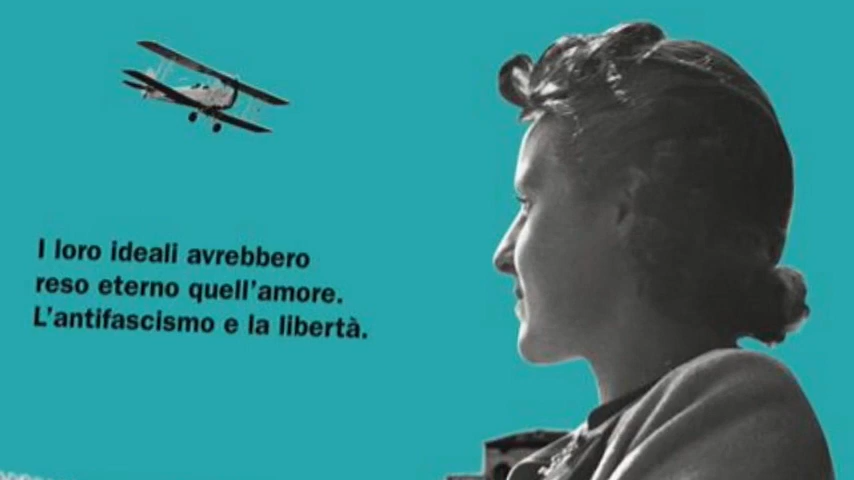 I loro ideali avrebbero
reso eterno quell'amore.
L'antifascismo e la libertà.